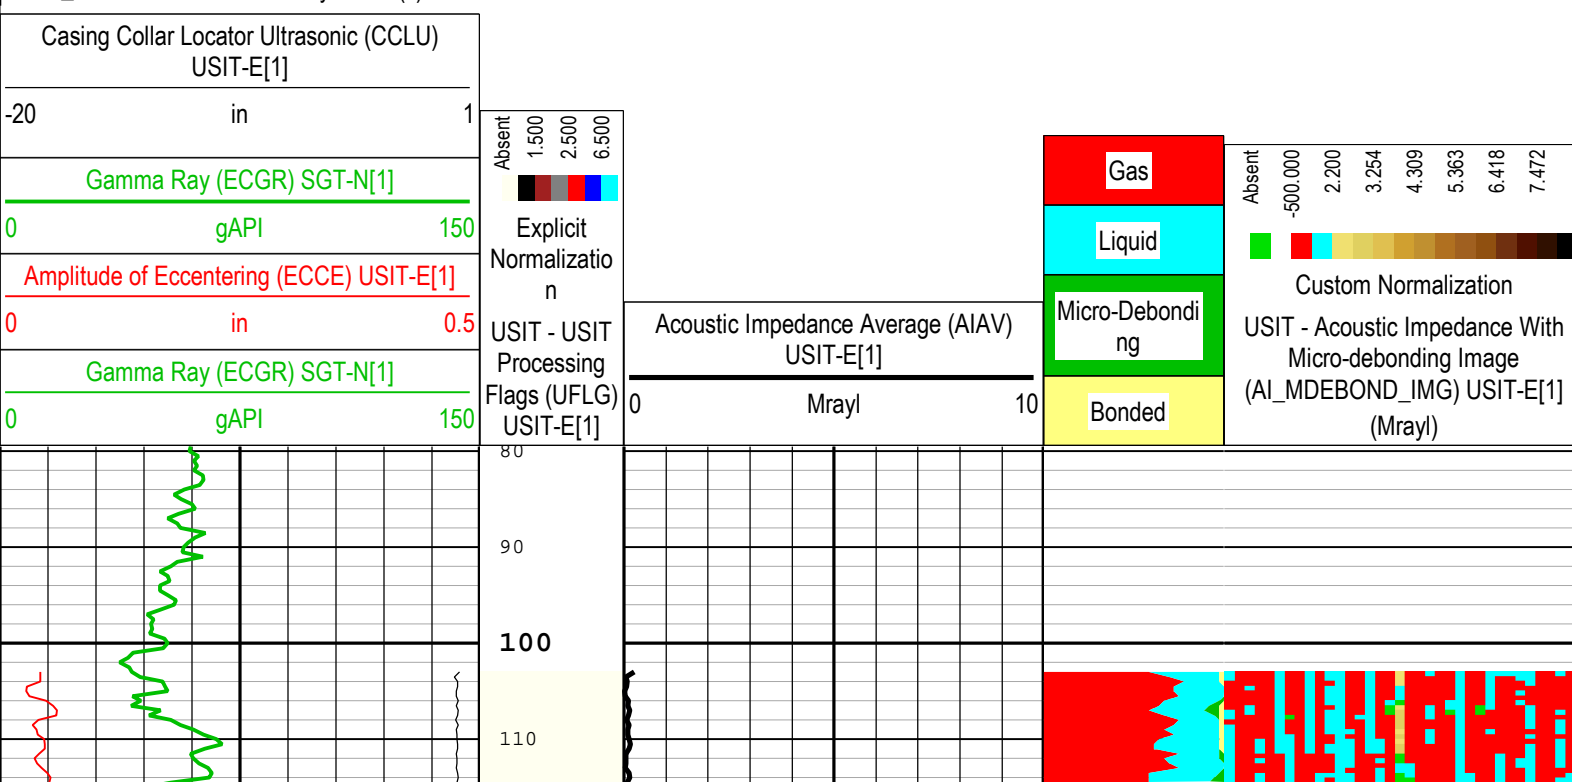 Casing Collar Locator Ultrasonic (CCLU)
USIT-E[1]
-20 in 1
Gamma Ray (ECGR) SGT-N[1]
0 gAPI 150
Amplitude of Eccentering (ECCE) USIT-E[1]
0 in 0.5
Gamma Ray (ECGR) SGT-N[1]
0 gAPI 150
Absent
1.500
2.500
6.500
Explicit
Normalizatio
n
USIT - USIT
Processing
Flags (UFLG)
USIT-E[1]
Acoustic Impedance Average (AIAV)
USIT-E[1]
0 Mrayl 10
Gas
Liquid
Micro-Debondi
ng
Bonded
Absent
-500.000
2.200
3.254
4.309
5.363
6.418
7.472
Custom Normalization
USIT - Acoustic Impedance With
Micro-debonding Image
(AI_MDEBOND_IMG) USIT-E[1]
(Mrayl)
80
90
100
110